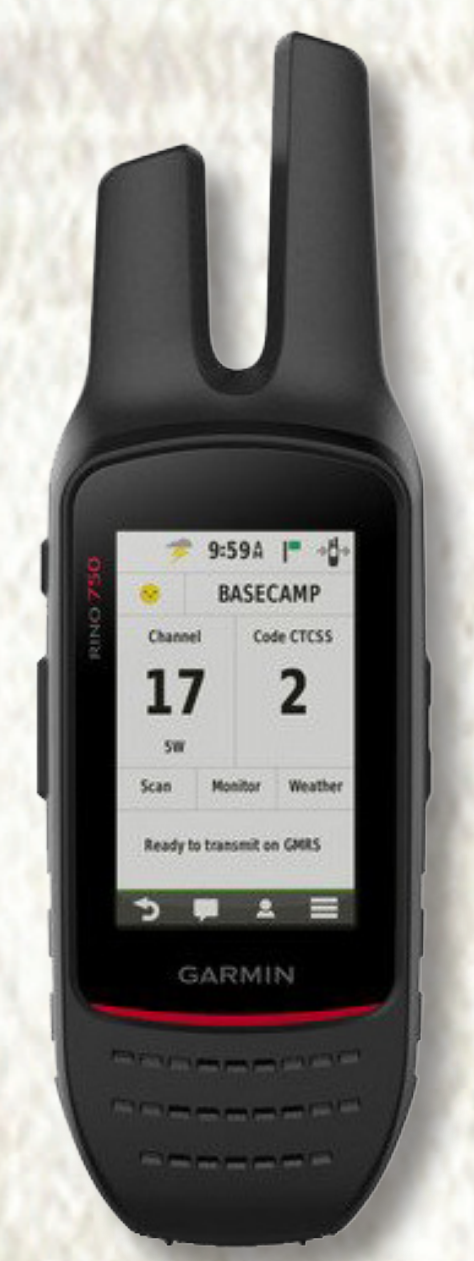 9:59A
RINO 750
BASECAMP
Channel Code CTCSS
17 2
5W
Scan Monitor Weather
Ready to transmit on GMRS
GARMIN